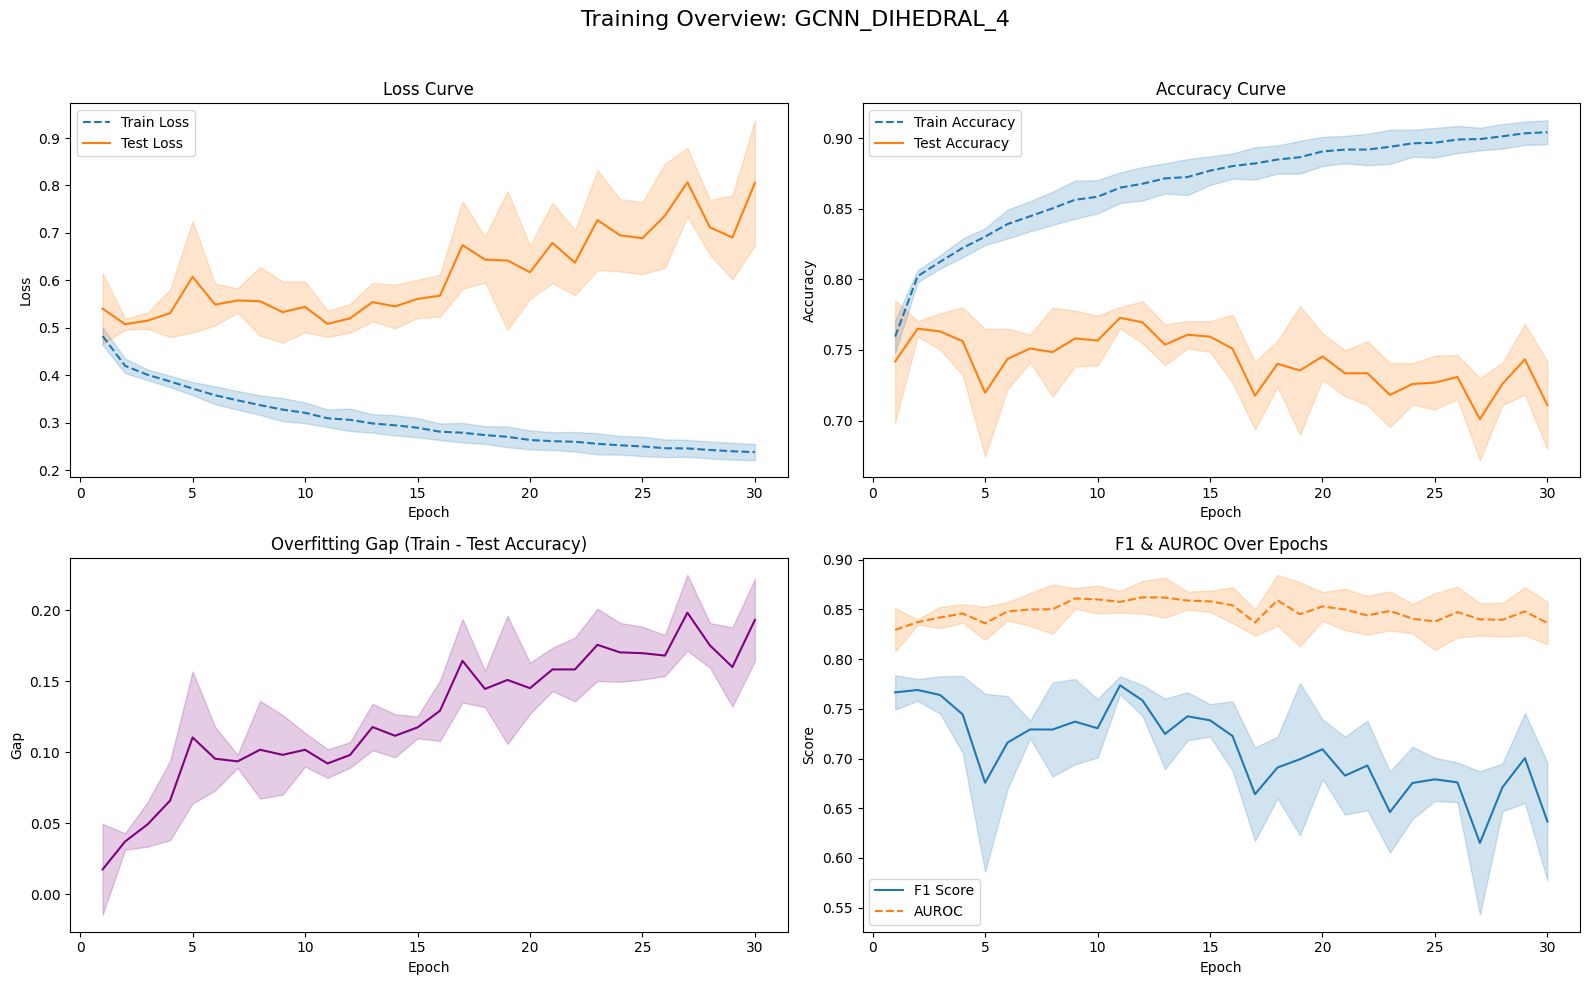 Training Overview: GCNN_DIHEDRAL_4
Loss Curve
Train Loss
Test Loss
Loss
0.9
0.8
0.7
0.6
0.5
0.4
0.3
0.2
0 5 10 15 20 25 30
Epoch
Accuracy Curve
Train Accuracy
Test Accuracy
Accuracy
0.90
0.85
0.80
0.75
0.70
0 5 10 15 20 25 30
Epoch
Overfitting Gap (Train - Test Accuracy)
Gap
0.20
0.15
0.10
0.05
0.00
0 5 10 15 20 25 30
Epoch
F1 & AUROC Over Epochs
Score
0.90
0.85
0.80
0.75
0.70
0.65
0.60
0.55
F1 Score
AUROC
0 5 10 15 20 25 30
Epoch